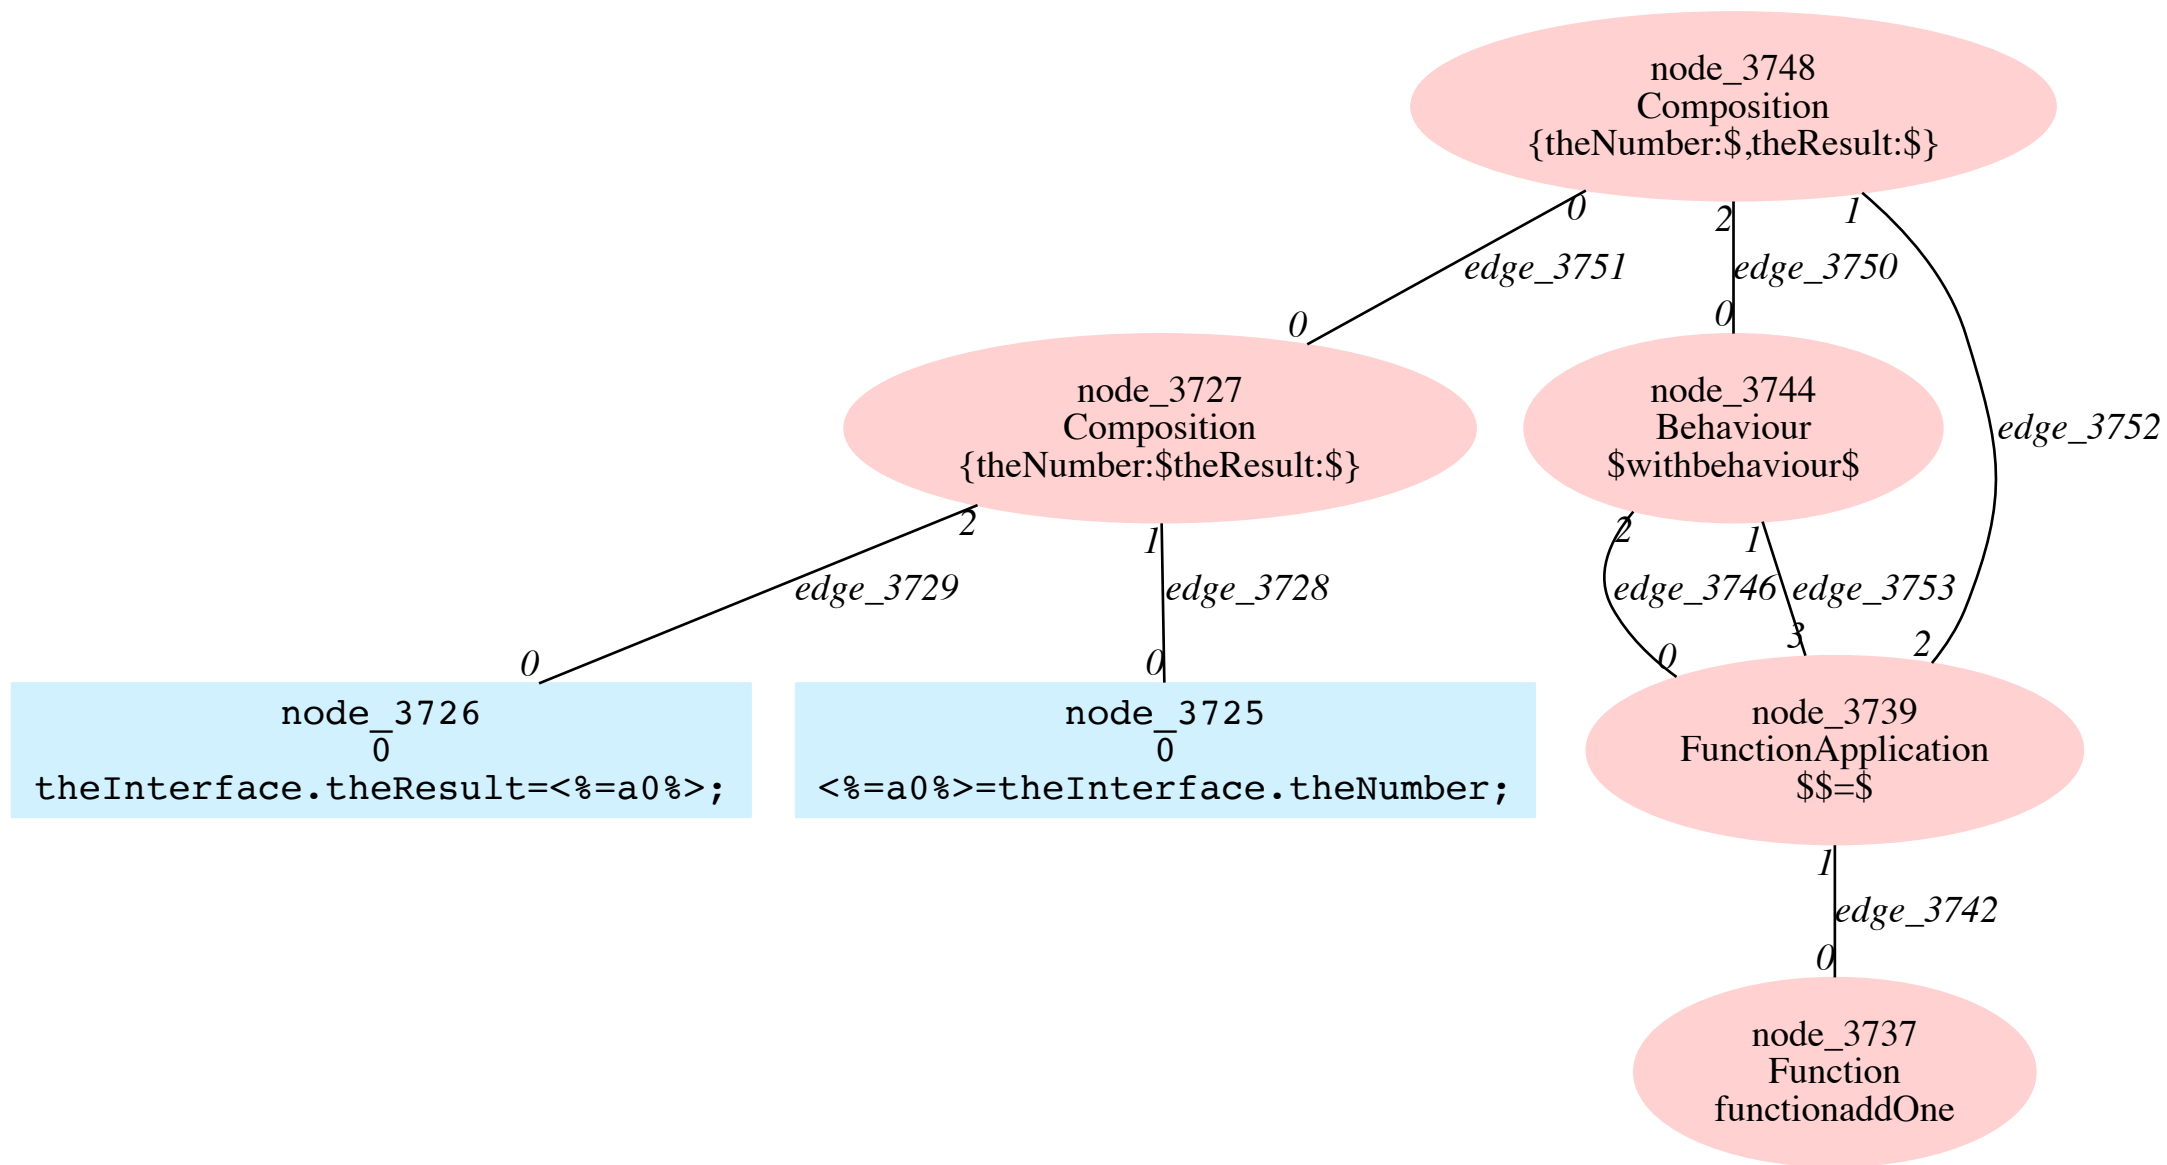 node_3748
Composition
{theNumber:$,theResult:$}
0
2
1
edge_3751
edge_3750
0
0
node_3727
Composition
{theNumber:$theResult:$}
node_3744
Behaviour
$withbehaviour$
edge_3752
2
1
2
1
edge_3729
edge_3728
edge_3746
edge_3753
0
0
0
3
2
node_3726
0
theInterface.theResult=<%=a0%>;
node_3725
0
<%=a0%>=theInterface.theNumber;
node_3739
FunctionApplication
$$=$
1
edge_3742
0
node_3737
Function
functionaddOne